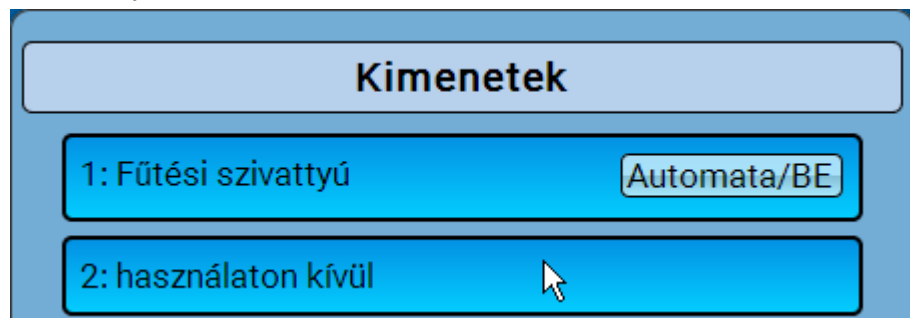 Kimenetek
1: Fűtési szivattyú Automata/BE
2: használaton kívül